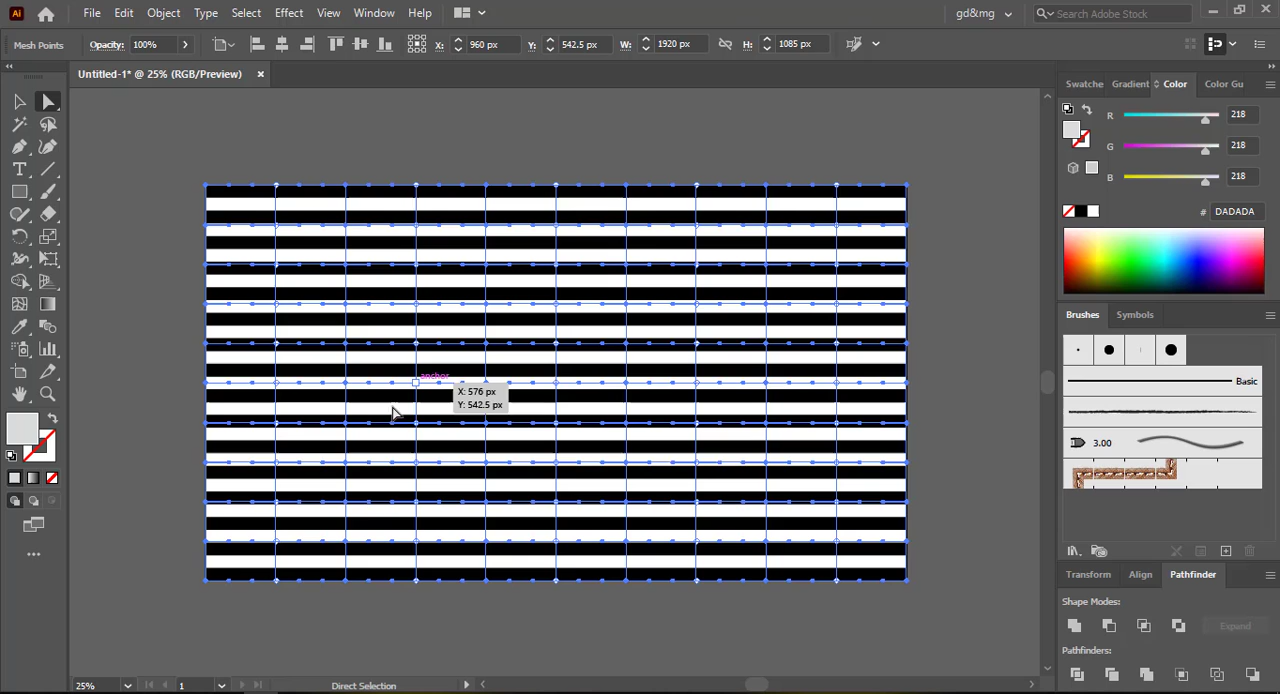 Ai File Edit Object Type Select Effect View Window Help gd&mg Search Adobe Stock
Mesh Points Opacity: 100% X: 960 px Y: 542.5 px W: 1920 px H: 1085 px
Untitled-1* @ 25% (RGB/Preview)
Swatche Gradient Color Color Gu
R 218
G 218
B 218
# DADADA
Brushes Symbols
Basic
3.00
anchor
X: 576 px
Y: 542.5 px
Transform Align Pathfinder
Shape Modes:
Expand
Pathfinders:
25% 1 Direct Selection